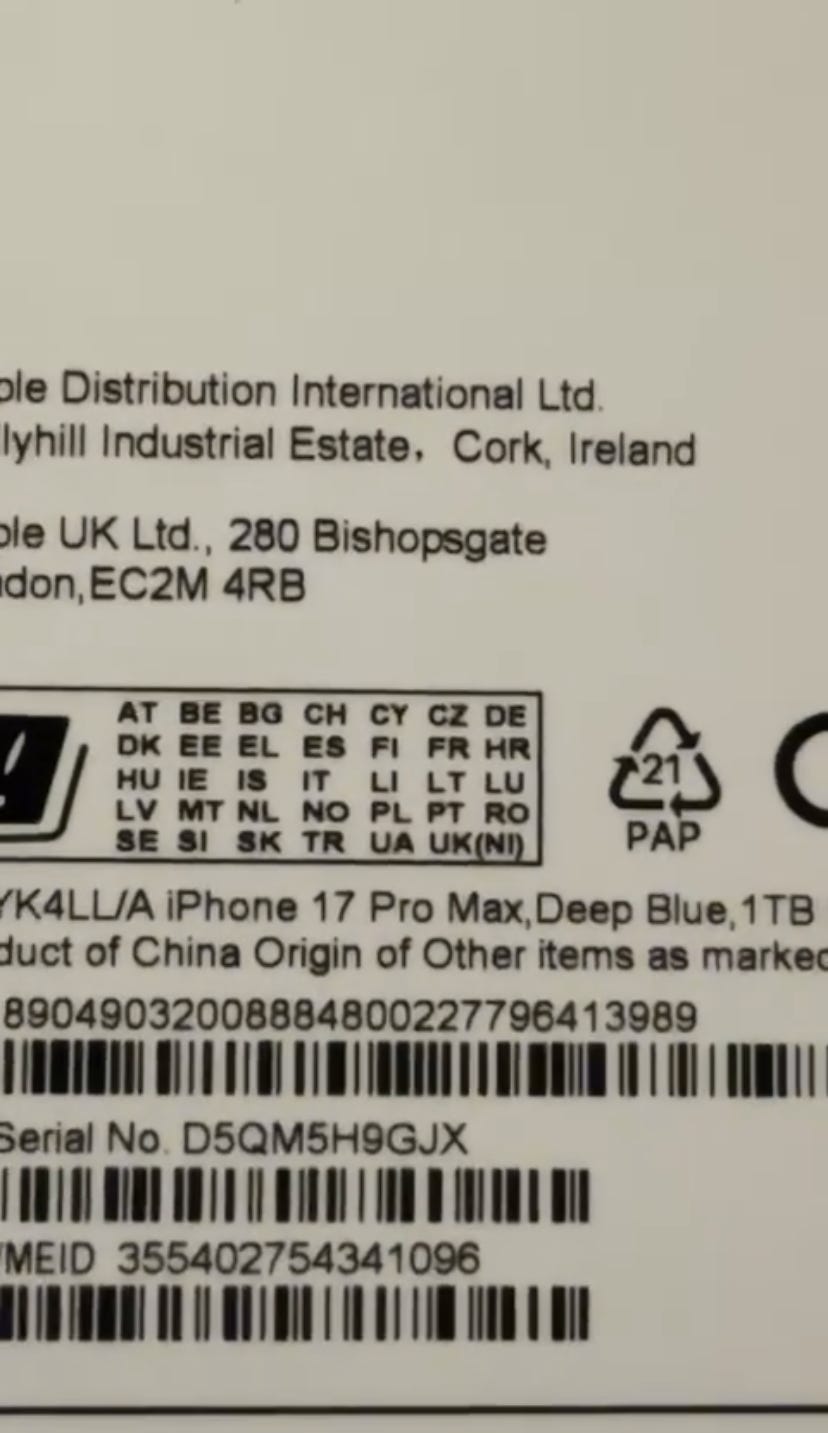 ple Distribution International Ltd.
llyhill Industrial Estate, Cork, Ireland
ple UK Ltd., 280 Bishopsgate
ndon,EC2M 4RB
AT BE BG CH CY CZ DE
DK EE EL ES FI FR HR
HU IE IS IT LI LT LU
LV MT NL NO PL PT RO
SE SI SK TR UA UK(NI)
21
PAP
YK4LL/A iPhone 17 Pro Max,Deep Blue,1TB
duct of China Origin of Other items as marked
89049032008884800227796413989
Serial No. D5QM5H9GJX
/MEID 355402754341096